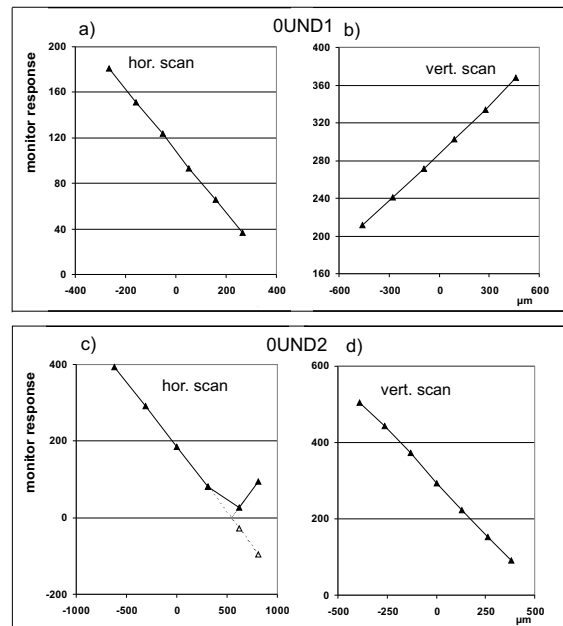 0UND1
a)
hor. scan
monitor response
200
160
120
80
40
0
-400 -200 0 200 400
b)
vert. scan
400
360
320
280
240
200
160
-600 -300 0 300 600
µm
0UND2
c)
hor. scan
monitor response
400
200
0
-200
-1000 -500 0 500 1000
d)
vert. scan
600
400
200
0
-500 -250 0 250 500
µm